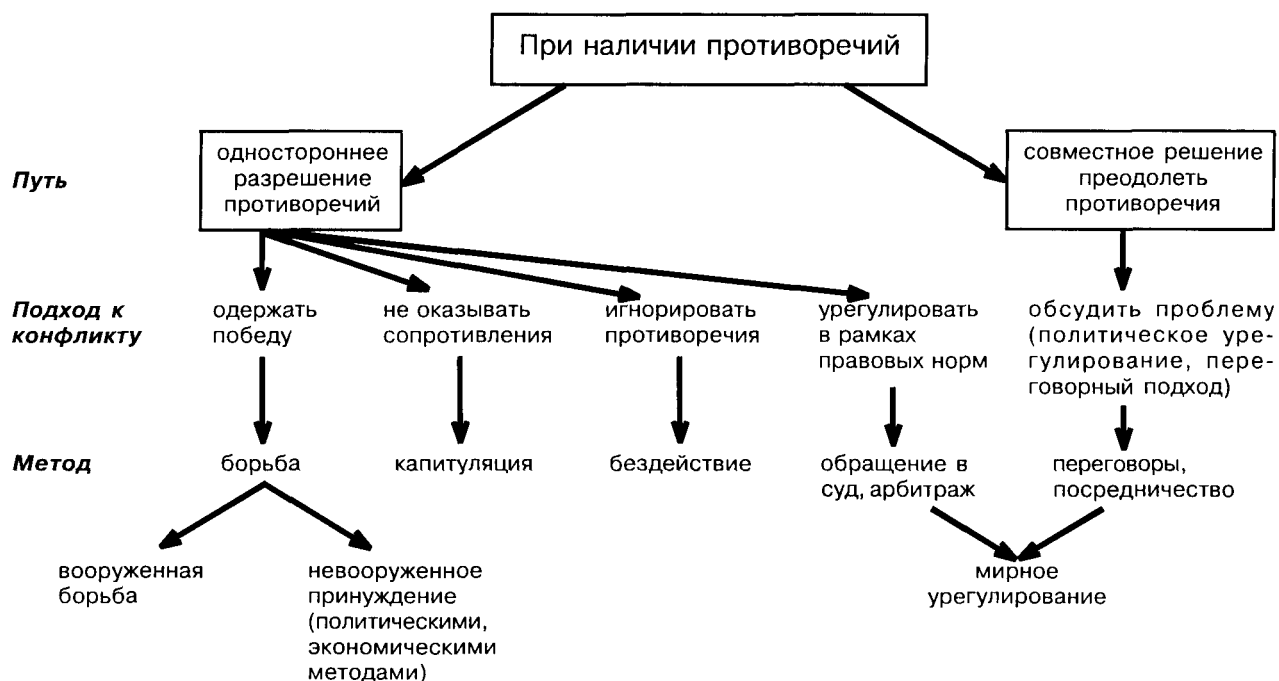 При наличии противоречий
Путь
одностороннее
разрешение
противоречий
совместное решение
преодолеть
противоречия
Подход к
конфликту
одержать
победу
не оказывать
сопротивления
игнорировать
противоречия
урегулировать
в рамках
правовых норм
обсудить проблему
(политическое уре-
гулирование, пере-
говорный подход)
Метод
борьба
капитуляция
бездействие
обращение в
суд, арбитраж
переговоры,
посредничество
вооруженная
борьба
невооруженное
принуждение
(политическими,
экономическими
методами)
мирное
урегулирование